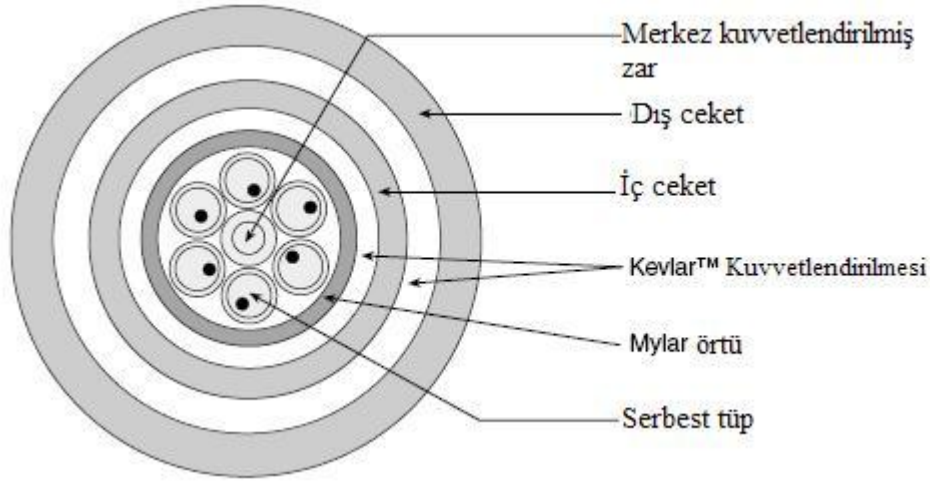 Merkez kuvvetlendirilmiş
zar
Dış ceket
İç ceket
Kevlar™ Kuvvetlendirilmesi
Mylar örtü
Serbest tüp